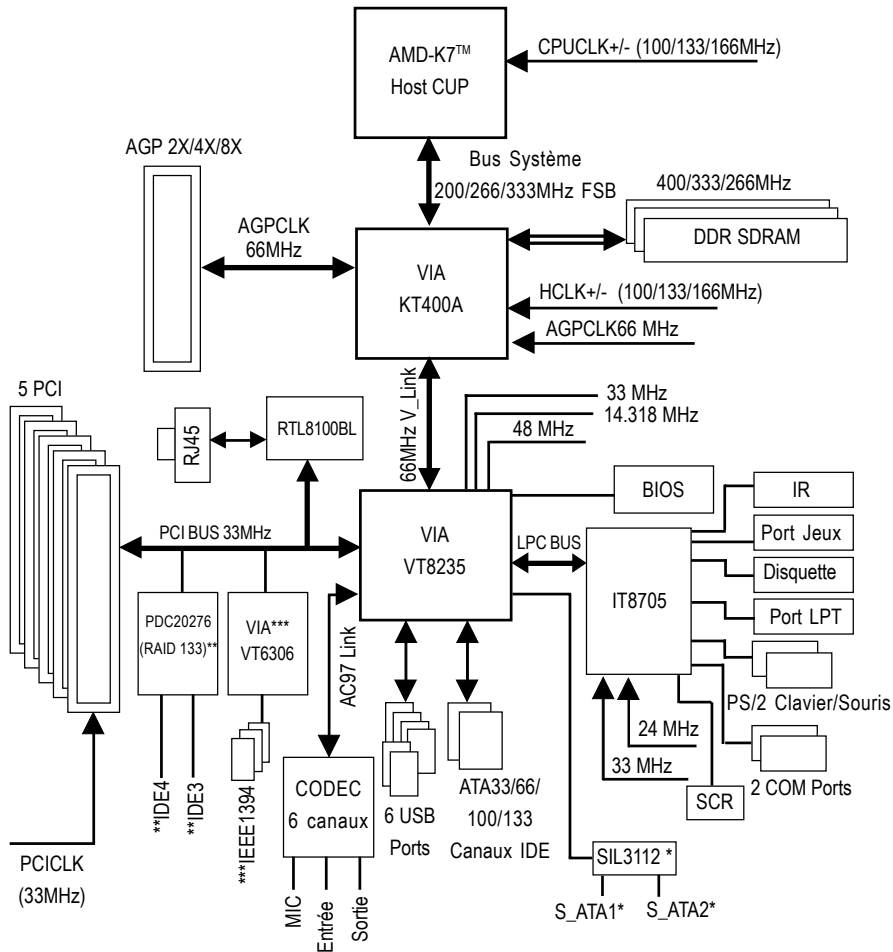 AMD-K7™
Host CUP
CPUCLK+/- (100/133/166MHz)
AGP 2X/4X/8X
Bus Système
200/266/333MHz FSB
400/333/266MHz
DDR SDRAM
AGPCLK
66MHz
VIA
KT400A
HCLK+/- (100/133/166MHz)
AGPCLK66 MHz
5 PCI
66MHz V_Link
33 MHz
14.318 MHz
48 MHz
RJ45
RTL8100BL
BIOS
IR
PCI BUS 33MHz
VIA
VT8235
LPC BUS
IT8705
Port Jeux
Disquette
Port LPT
PDC20276
(RAID 133)**
VIA***
VT6306
AC97 Link
PS/2 Clavier/Souris
24 MHz
33 MHz
2 COM Ports
SCR
**IDE4
**IDE3
***IEEE1394
CODEC
6 canaux
6 USB
Ports
ATA33/66/
100/133
Canaux IDE
SIL3112 *
S_ATA1*
S_ATA2*
PCICLK
(33MHz)
MIC
Entrée
Sortie